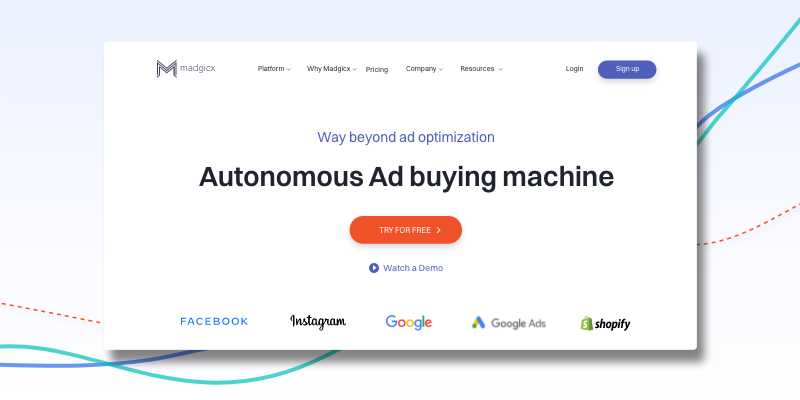 madgicx
Platform Why Madgicx Pricing Company Resources Login Sign up
Way beyond ad optimization
Autonomous Ad buying machine
TRY FOR FREE
Watch a Demo
FACEBOOK Instagram Google Google Ads shopify